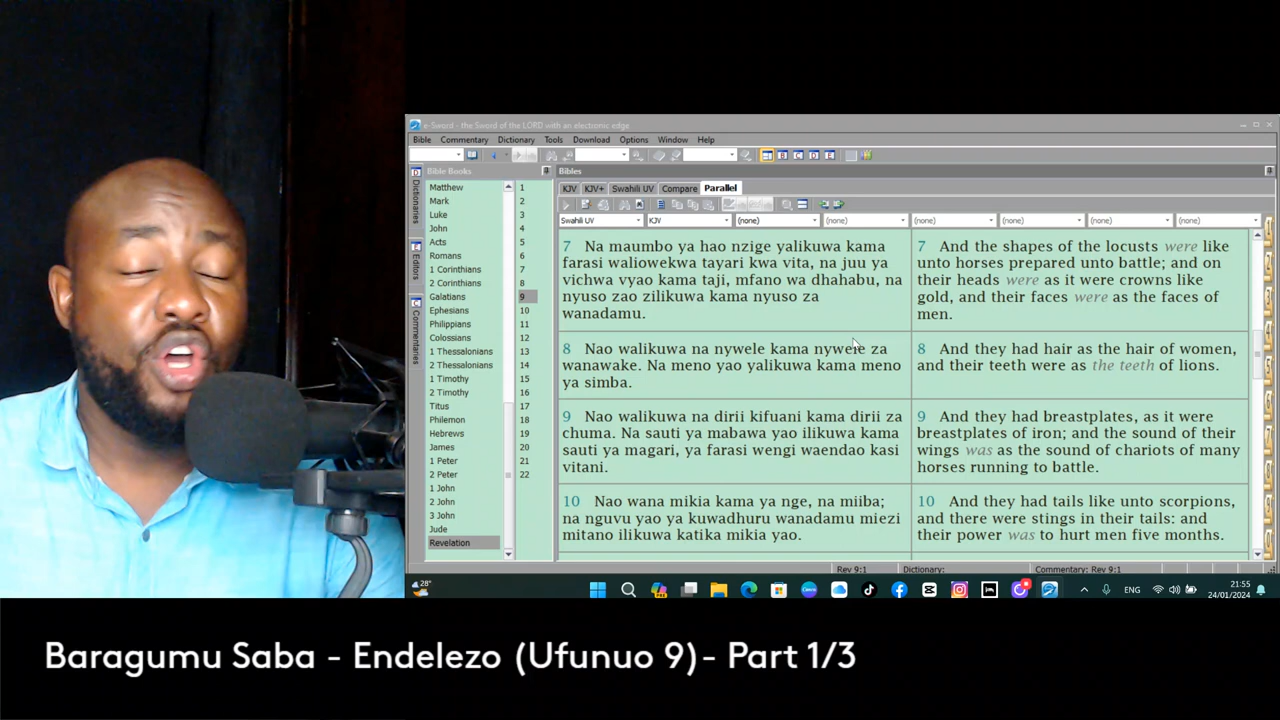 e-Sword - the Sword of the LORD with an electronic edge
Bible Commentary Dictionary Tools Download Options Window Help
Bible Books
Bibles
KJV KJV+ Swahili UV Compare Parallel
Swahili UV KJV (none) (none) (none) (none) (none) (none)
Dictionaries
Editors
Commentaries
Matthew 1
Mark 2
Luke 3
John 4
Acts 5
Romans 6
1 Corinthians 7
2 Corinthians 8
Galatians 9
Ephesians 10
Philippians 11
Colossians 12
1 Thessalonians 13
2 Thessalonians 14
1 Timothy 15
2 Timothy 16
Titus 17
Philemon 18
Hebrews 19
James 20
1 Peter 21
2 Peter 22
1 John
2 John
3 John
Jude
Revelation
7 Na maumbo ya hao nzige yalikuwa kama
farasi waliowekwa tayari kwa vita, na juu ya
vichwa vyao kama taji, mfano wa dhahabu, na
nyuso zao zilikuwa kama nyuso za
wanadamu.
7 And the shapes of the locusts were like
unto horses prepared unto battle; and on
their heads were as it were crowns like
gold, and their faces were as the faces of
men.
8 Nao walikuwa na nywele kama nywele za
wanawake. Na meno yao yalikuwa kama meno
ya simba.
8 And they had hair as the hair of women,
and their teeth were as the teeth of lions.
9 Nao walikuwa na dirii kifuani kama dirii za
chuma. Na sauti ya mabawa yao ilikuwa kama
sauti ya magari, ya farasi wengi waendao kasi
vitani.
9 And they had breastplates, as it were
breastplates of iron; and the sound of their
wings was as the sound of chariots of many
horses running to battle.
10 Nao wana mikia kama ya nge, na miiba;
na nguvu yao ya kuwadhuru wanadamu miezi
mitano ilikuwa katika mikia yao.
10 And they had tails like unto scorpions,
and there were stings in their tails: and
their power was to hurt men five months.
Rev 9:1 Dictionary: Commentary: Rev 9:1
28°
ENG
21:55
24/01/2024
Baragumu Saba - Endelezo (Ufunuo 9)- Part 1/3